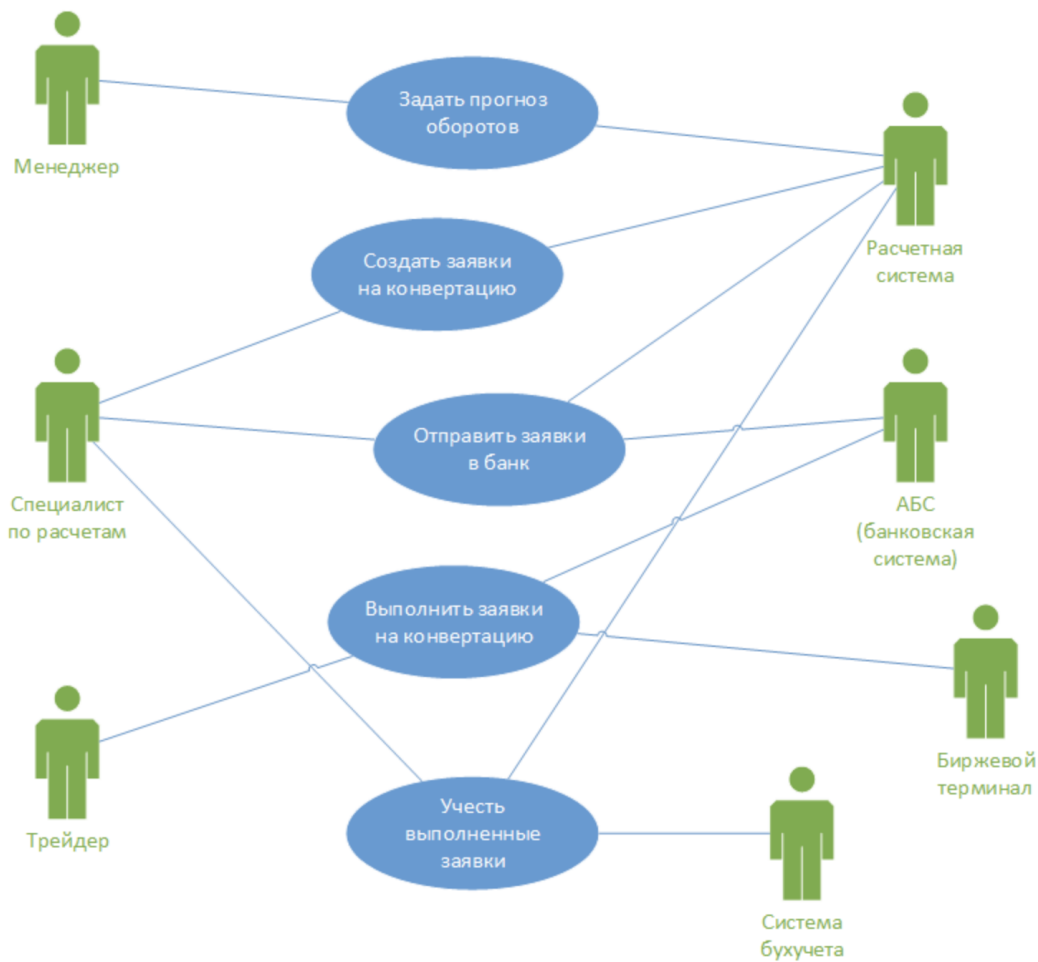 Задать прогноз
оборотов
Менеджер
Расчетная
система
Создать заявки
на конвертацию
Отправить заявки
в банк
Специалист
по расчетам
АБС
(банковская
система)
Выполнить заявки
на конвертацию
Биржевой
терминал
Учесть
выполненные
заявки
Трейдер
Система
бухучета